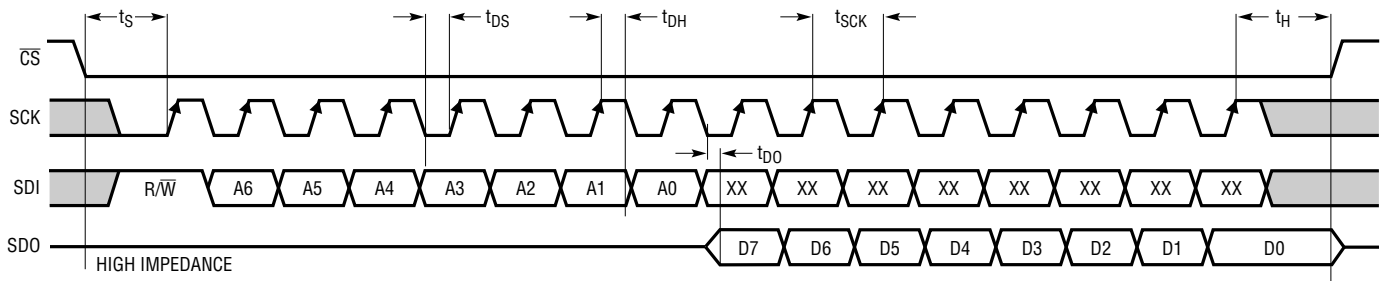 tS tDS tDH tSCK tH
CS
SCK
tDO
SDI R/W A6 A5 A4 A3 A2 A1 A0 XX XX XX XX XX XX XX XX
SDO D7 D6 D5 D4 D3 D2 D1 D0
HIGH IMPEDANCE